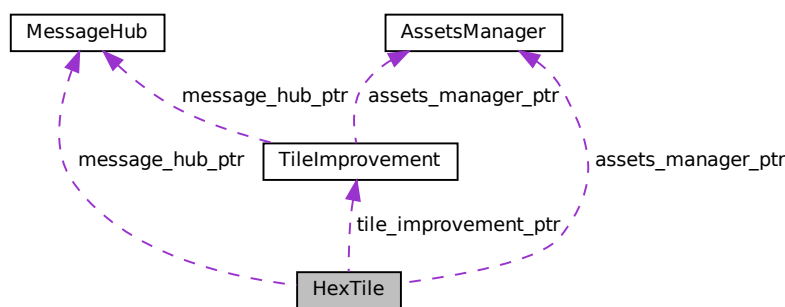 MessageHub
AssetsManager
message_hub_ptr
assets_manager_ptr
TileImprovement
message_hub_ptr
assets_manager_ptr
tile_improvement_ptr
HexTile